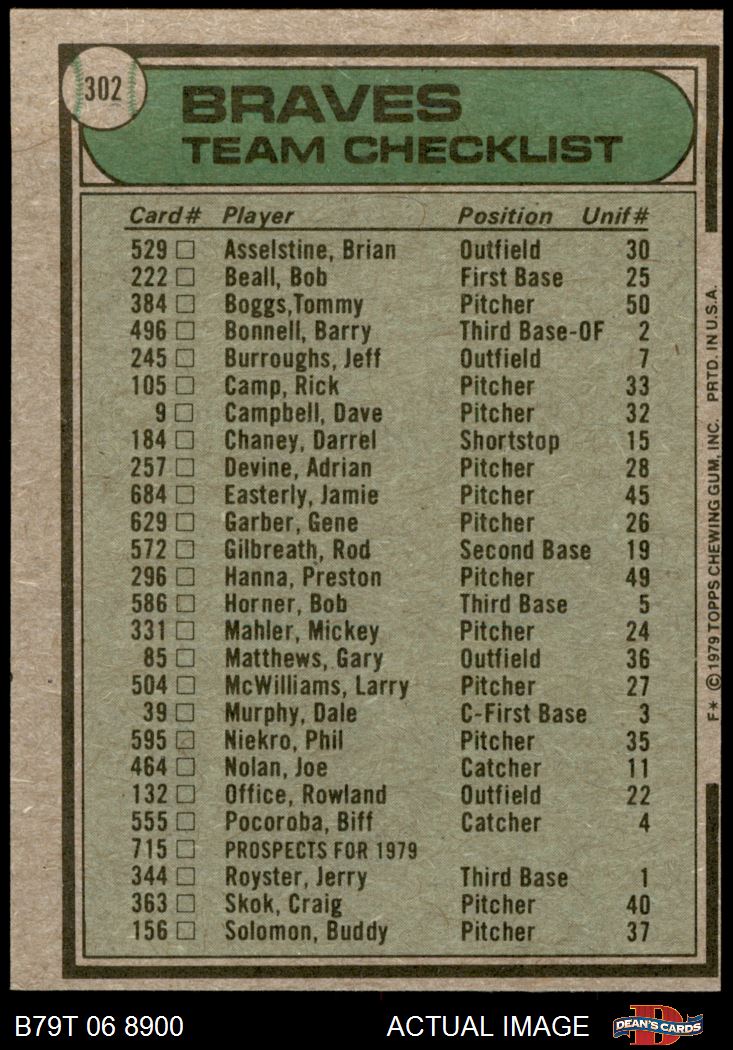 302
BRAVES
TEAM CHECKLIST
Card# Player Position Unif#
529 Asselstine, Brian Outfield 30
222 Beall, Bob First Base 25
384 Boggs,Tommy Pitcher 50
496 Bonnell, Barry Third Base-OF 2
245 Burroughs, Jeff Outfield 7
105 Camp, Rick Pitcher 33
9 Campbell, Dave Pitcher 32
184 Chaney, Darrel Shortstop 15
257 Devine, Adrian Pitcher 28
684 Easterly, Jamie Pitcher 45
629 Garber, Gene Pitcher 26
572 Gilbreath, Rod Second Base 19
296 Hanna, Preston Pitcher 49
586 Horner, Bob Third Base 5
331 Mahler, Mickey Pitcher 24
85 Matthews, Gary Outfield 36
504 McWilliams, Larry Pitcher 27
39 Murphy, Dale C-First Base 3
595 Niekro, Phil Pitcher 35
464 Nolan, Joe Catcher 11
132 Office, Rowland Outfield 22
555 Pocoroba, Biff Catcher 4
715 PROSPECTS FOR 1979
344 Royster, Jerry Third Base 1
363 Skok, Craig Pitcher 40
156 Solomon, Buddy Pitcher 37
F* © 1979 TOPPS CHEWING GUM, INC. PRTD. IN U.S.A.
B79T 06 8900 ACTUAL IMAGE DEAN'S CARDS